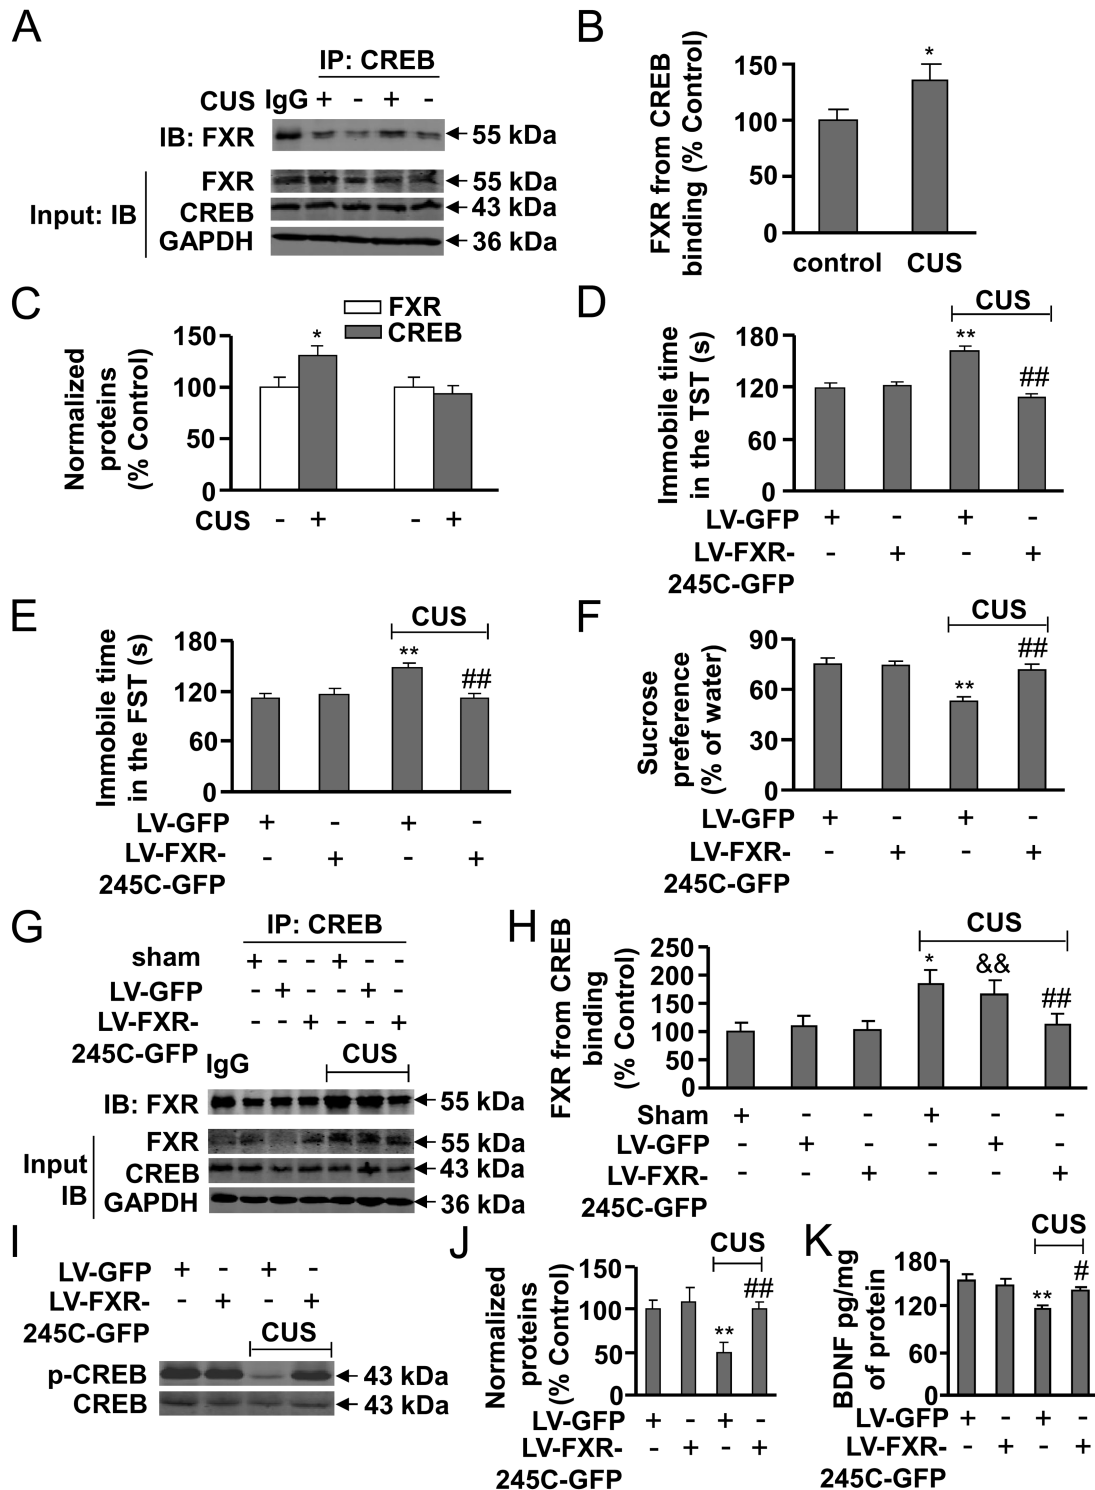 A
IP: CREB
CUS IgG + - + -
IB: FXR 55 kDa
FXR 55 kDa
Input: IB
CREB 43 kDa
GAPDH 36 kDa
B
FXR from CREB
binding (% Control)
150
100
50
0
*
control CUS
C
FXR
CREB
Normalized
proteins
(% Control)
150
100
50
0
*
CUS - + - +
D
CUS
Immobile time
in the TST (s)
180
120
60
0
**
##
LV-GFP + - + -
LV-FXR- - + - +
245C-GFP
E
CUS
Immobile time
in the FST (s)
180
120
60
0
**
##
LV-GFP + - + -
LV-FXR- - + - +
245C-GFP
F
CUS
Sucrose
preference
(% of water)
90
60
30
0
**
##
LV-GFP + - + -
LV-FXR- - + - +
245C-GFP
G
IP: CREB
sham + - - + - -
LV-GFP - + - - + -
LV-FXR- - - + - - +
245C-GFP
IgG
CUS
IB: FXR 55 kDa
Input
IB
FXR 55 kDa
CREB 43 kDa
GAPDH 36 kDa
H
CUS
FXR from CREB
binding
(% Control)
250
200
150
100
50
0
*
&&
##
Sham + - - + - -
LV-GFP - + - - + -
LV-FXR- - - + - - +
245C-GFP
I
LV-GFP + - + -
LV-FXR- - + - +
245C-GFP
CUS
p-CREB 43 kDa
CREB 43 kDa
J
CUS
Normalized
proteins
(% Control)
150
100
50
0
**
##
LV-GFP + - + -
LV-FXR- - + - +
245C-GFP
K
CUS
BDNF pg/mg
of protein
180
120
60
0
**
#
LV-GFP + - + -
LV-FXR- - + - +
245C-GFP